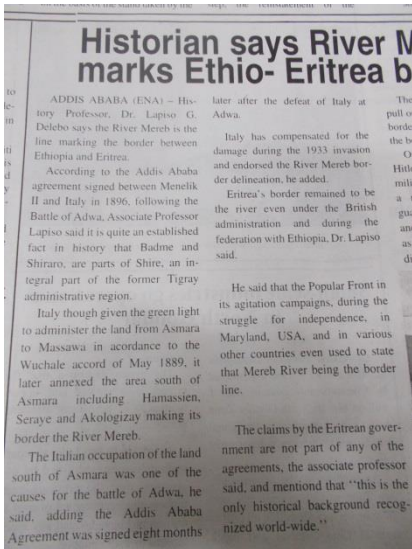 Historian says River M
marks Ethio- Eritrea b
ADDIS ABABA (ENA) – His-
tory Professor, Dr. Lapiso G.
Delebo says the River Mereb is the
line marking the border between
Ethiopia and Eritrea.
According to the Addis Ababa
agreement signed between Menelik
II and Italy in 1896, following the
Battle of Adwa, Associate Professor
Lapiso said it is quite an established
fact in history that Badme and
Shiraro, are parts of Shire, an in-
tegral part of the former Tigray
administrative region.
Italy though given the green light
to administer the land from Asmara
to Massawa in acordance to the
Wuchale accord of May 1889, it
later annexed the area south of
Asmara including Hamassien,
Seraye and Akologizay making its
border the River Mereb.
The Italian occupation of the land
south of Asmara was one of the
causes for the battle of Adwa, he
said, adding the Addis Ababa
Agreement was signed eight months
later after the defeat of Italy at
Adwa.
Italy has compensated for the
damage during the 1933 invasion
and endorsed the River Mereb bor-
der delineation, he added.
Eritrea's border remained to be
the river even under the British
administration and during the
federation with Ethiopia, Dr. Lapiso
said.
He said that the Popular Front in
its agitation campaigns, during the
struggle for independence, in
Maryland, USA, and in various
other countries even used to state
that Mereb River being the border
line.
The claims by the Eritrean gover-
nment are not part of any of the
agreements, the associate professor
said, and mentiond that "this is the
only historical background recog-
nized world-wide."